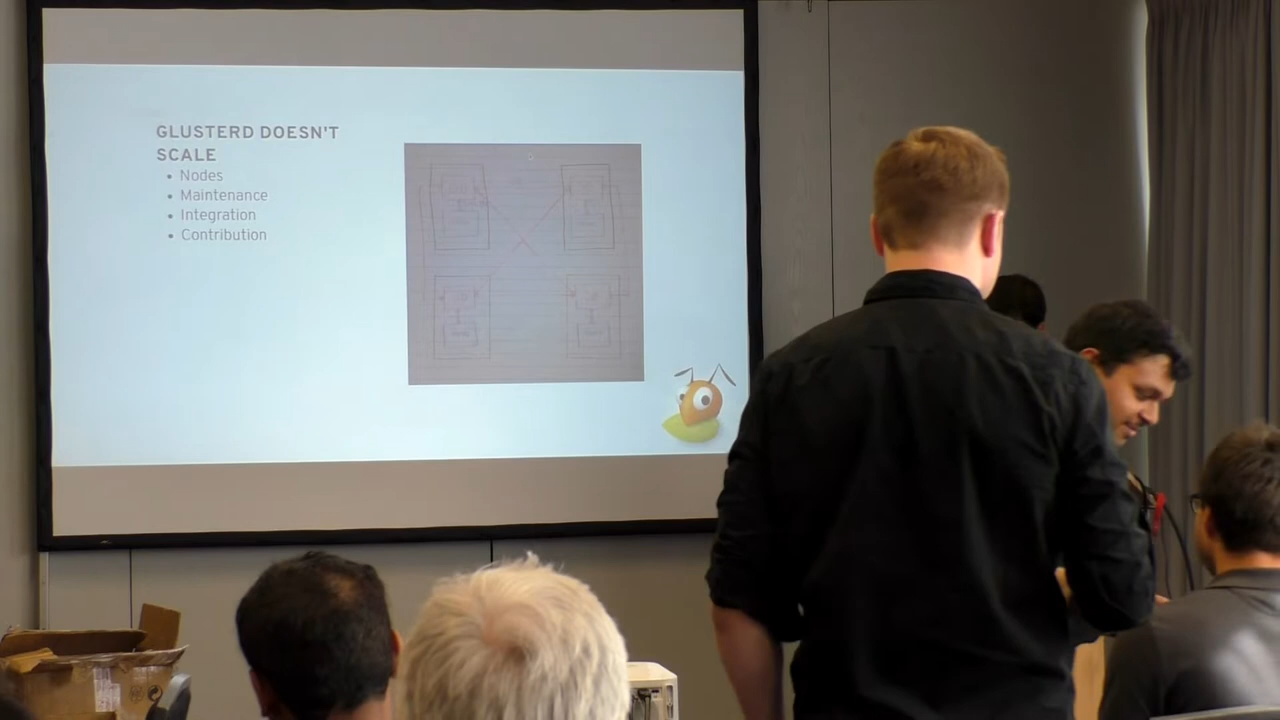 GLUSTERD DOESN'T
SCALE
• Nodes
• Maintenance
• Integration
• Contribution